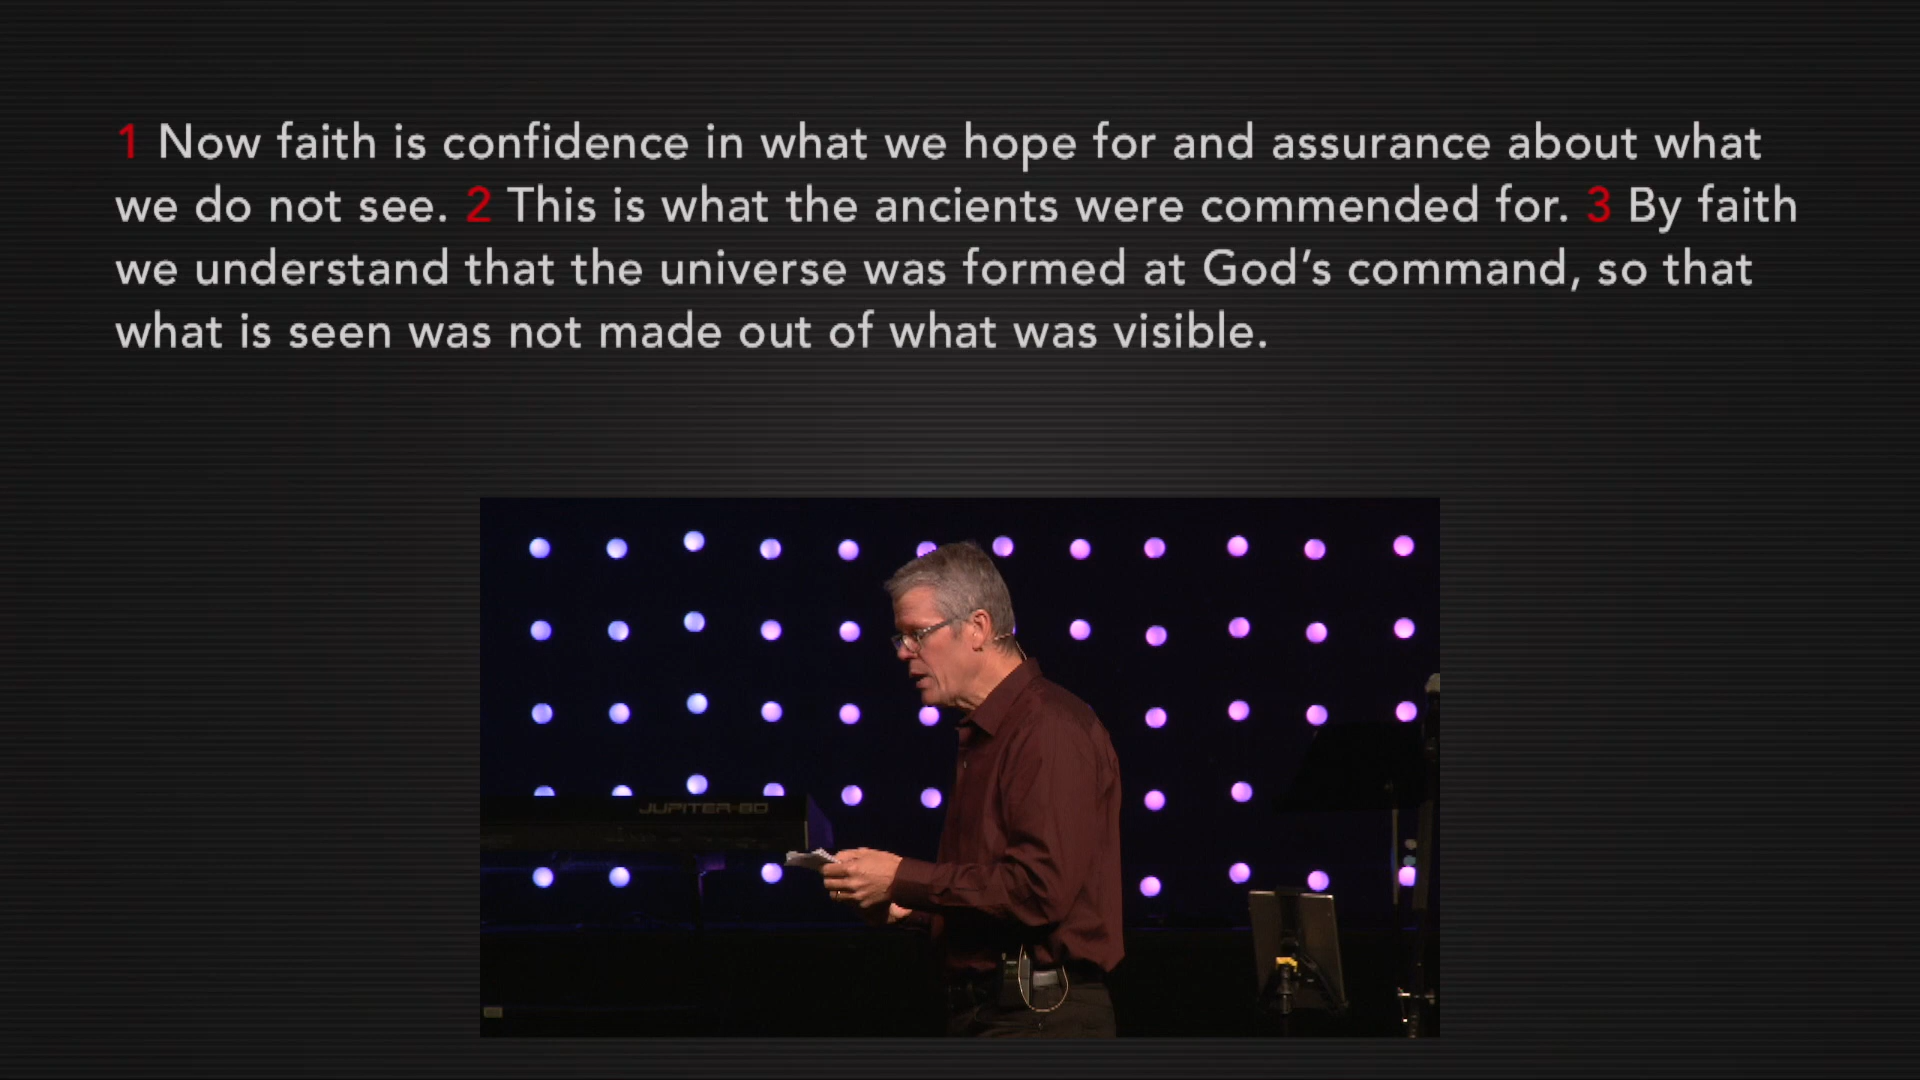 1 Now faith is confidence in what we hope for and assurance about what
we do not see. 2 This is what the ancients were commended for. 3 By faith
we understand that the universe was formed at God’s command, so that
what is seen was not made out of what was visible.
JUPITER-80